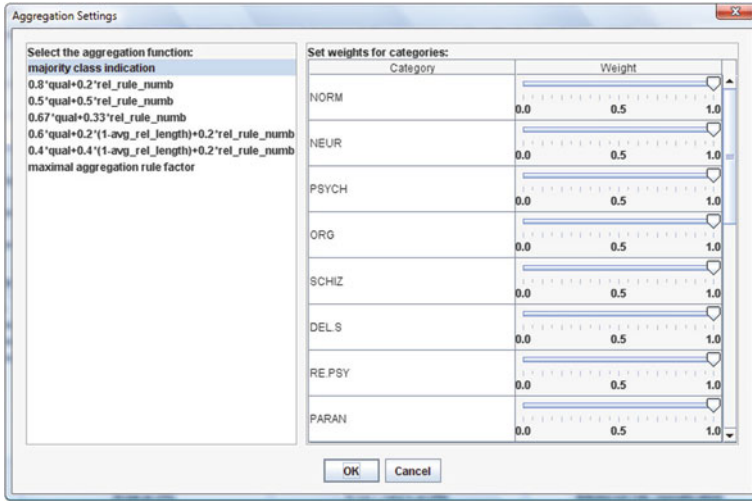 Aggregation Settings
Select the aggregation function:
majority class indication
0.8*qual+0.2*rel_rule_numb
0.5*qual+0.5*rel_rule_numb
0.67*qual+0.33*rel_rule_numb
0.6*qual+0.2*(1-avg_rel_length)+0.2*rel_rule_numb
0.4*qual+0.4*(1-avg_rel_length)+0.2*rel_rule_numb
maximal aggregation rule factor
Set weights for categories:
Category Weight
NORM
0.0 0.5 1.0
NEUR
0.0 0.5 1.0
PSYCH
0.0 0.5 1.0
ORG
0.0 0.5 1.0
SCHIZ
0.0 0.5 1.0
DEL.S
0.0 0.5 1.0
RE.PSY
0.0 0.5 1.0
PARAN
0.0 0.5 1.0
OK Cancel